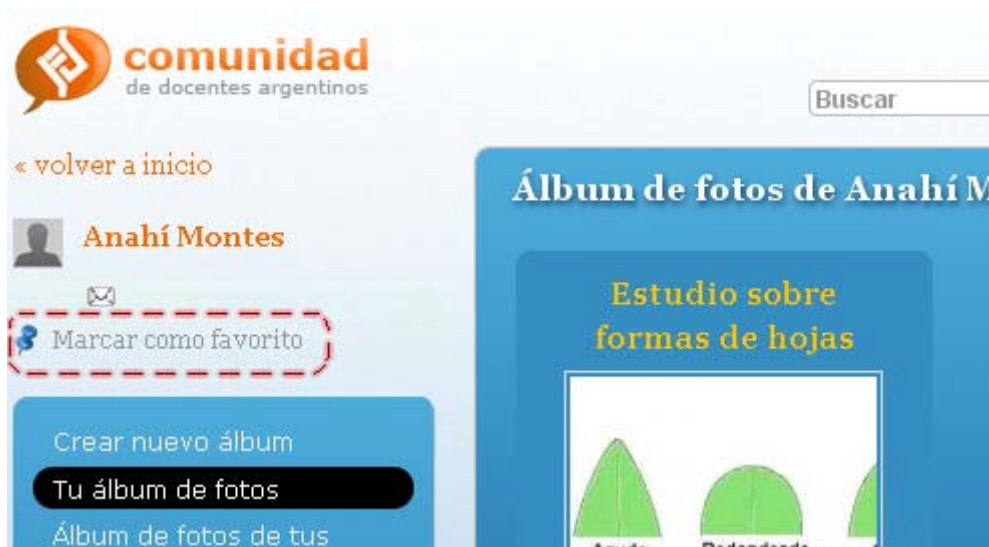 comunidad
de docentes argentinos
Buscar
« volver a inicio
Anahí Montes
Marcar como favorito
Crear nuevo álbum
Tu álbum de fotos
Álbum de fotos de tus
Álbum de fotos de Anahí M
Estudio sobre
formas de hojas